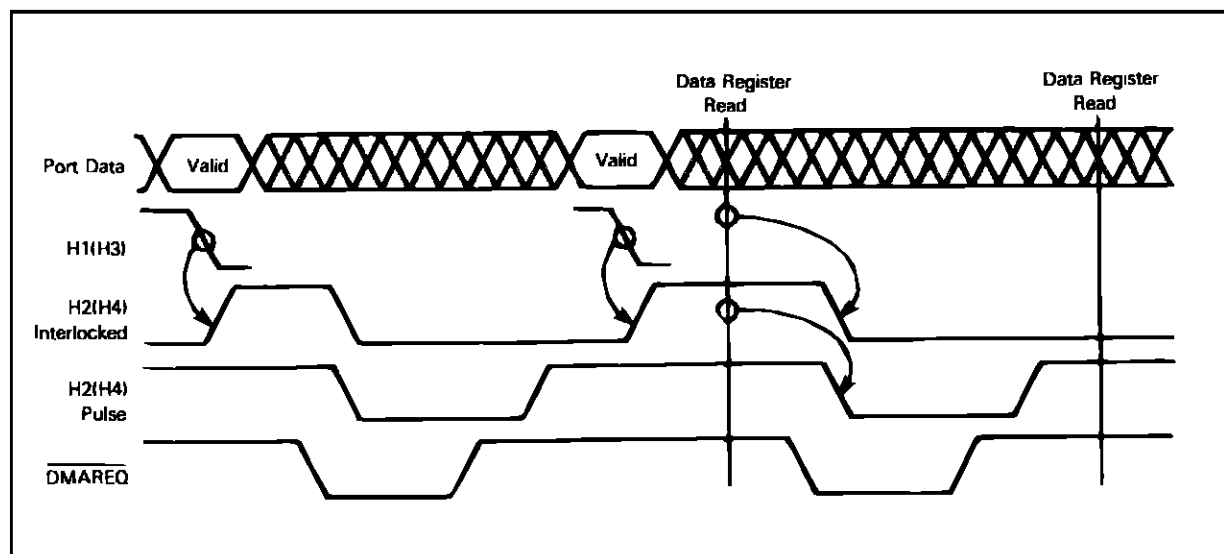 Data Register
Read
Data Register
Read
Port Data
Valid
Valid
H1(H3)
H2(H4)
Interlocked
H2(H4)
Pulse
DMAREQ